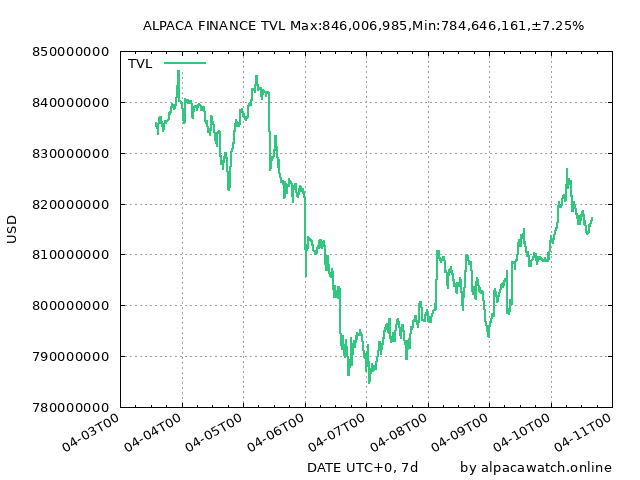 ALPACA FINANCE TVL Max:846,006,985,Min:784,646,161,±7.25%
850000000
TVL
840000000
830000000
820000000
USD
810000000
800000000
790000000
780000000
04-03T00
04-04T00
04-05T00
04-06T00
04-07T00
04-08T00
04-09T00
04-10T00
04-11T00
DATE UTC+0, 7d
by alpacawatch.online